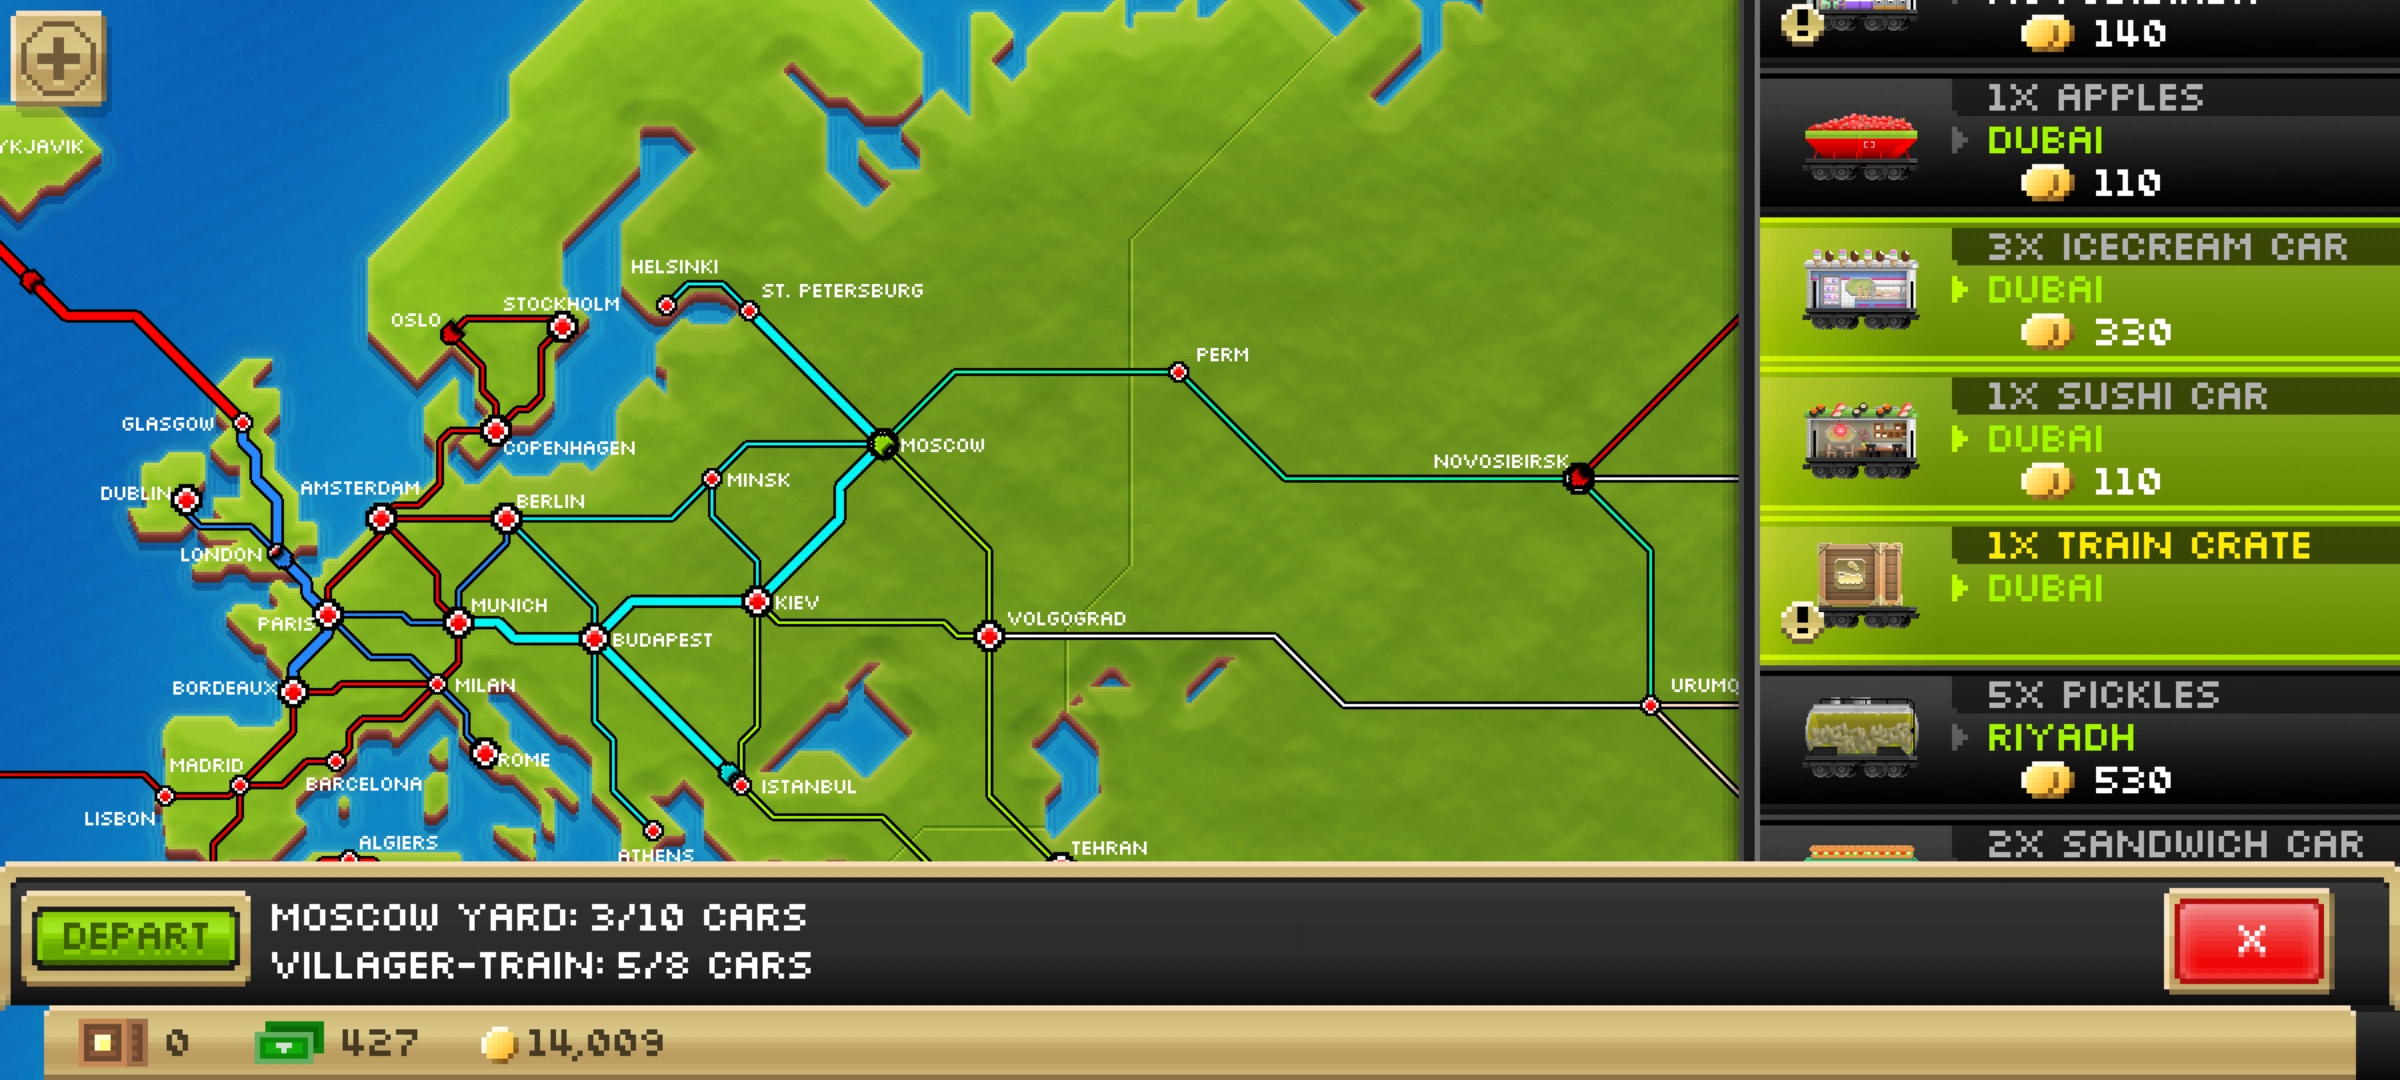 YKJAVIK
HELSINKI
ST. PETERSBURG
STOCKHOLM
OSLO
PERM
GLASGOW
COPENHAGEN
MOSCOW
NOVOSIBIRSK
MINSK
DUBLIN
AMSTERDAM
BERLIN
LONDON
MUNICH
KIEV
PARIS
VOLGOGRAD
BUDAPEST
BORDEAUX
MILAN
URUMQ
MADRID
ROME
BARCELONA
ISTANBUL
LISBON
ALGIERS
ATHENS
TEHRAN
140
1X APPLES
DUBAI
110
3X ICECREAM CAR
DUBAI
330
1X SUSHI CAR
DUBAI
110
1X TRAIN CRATE
DUBAI
5X PICKLES
RIYADH
530
2X SANDWICH CAR
DEPART
MOSCOW YARD: 3/10 CARS
VILLAGER-TRAIN: 5/8 CARS
X
0
427
14,009